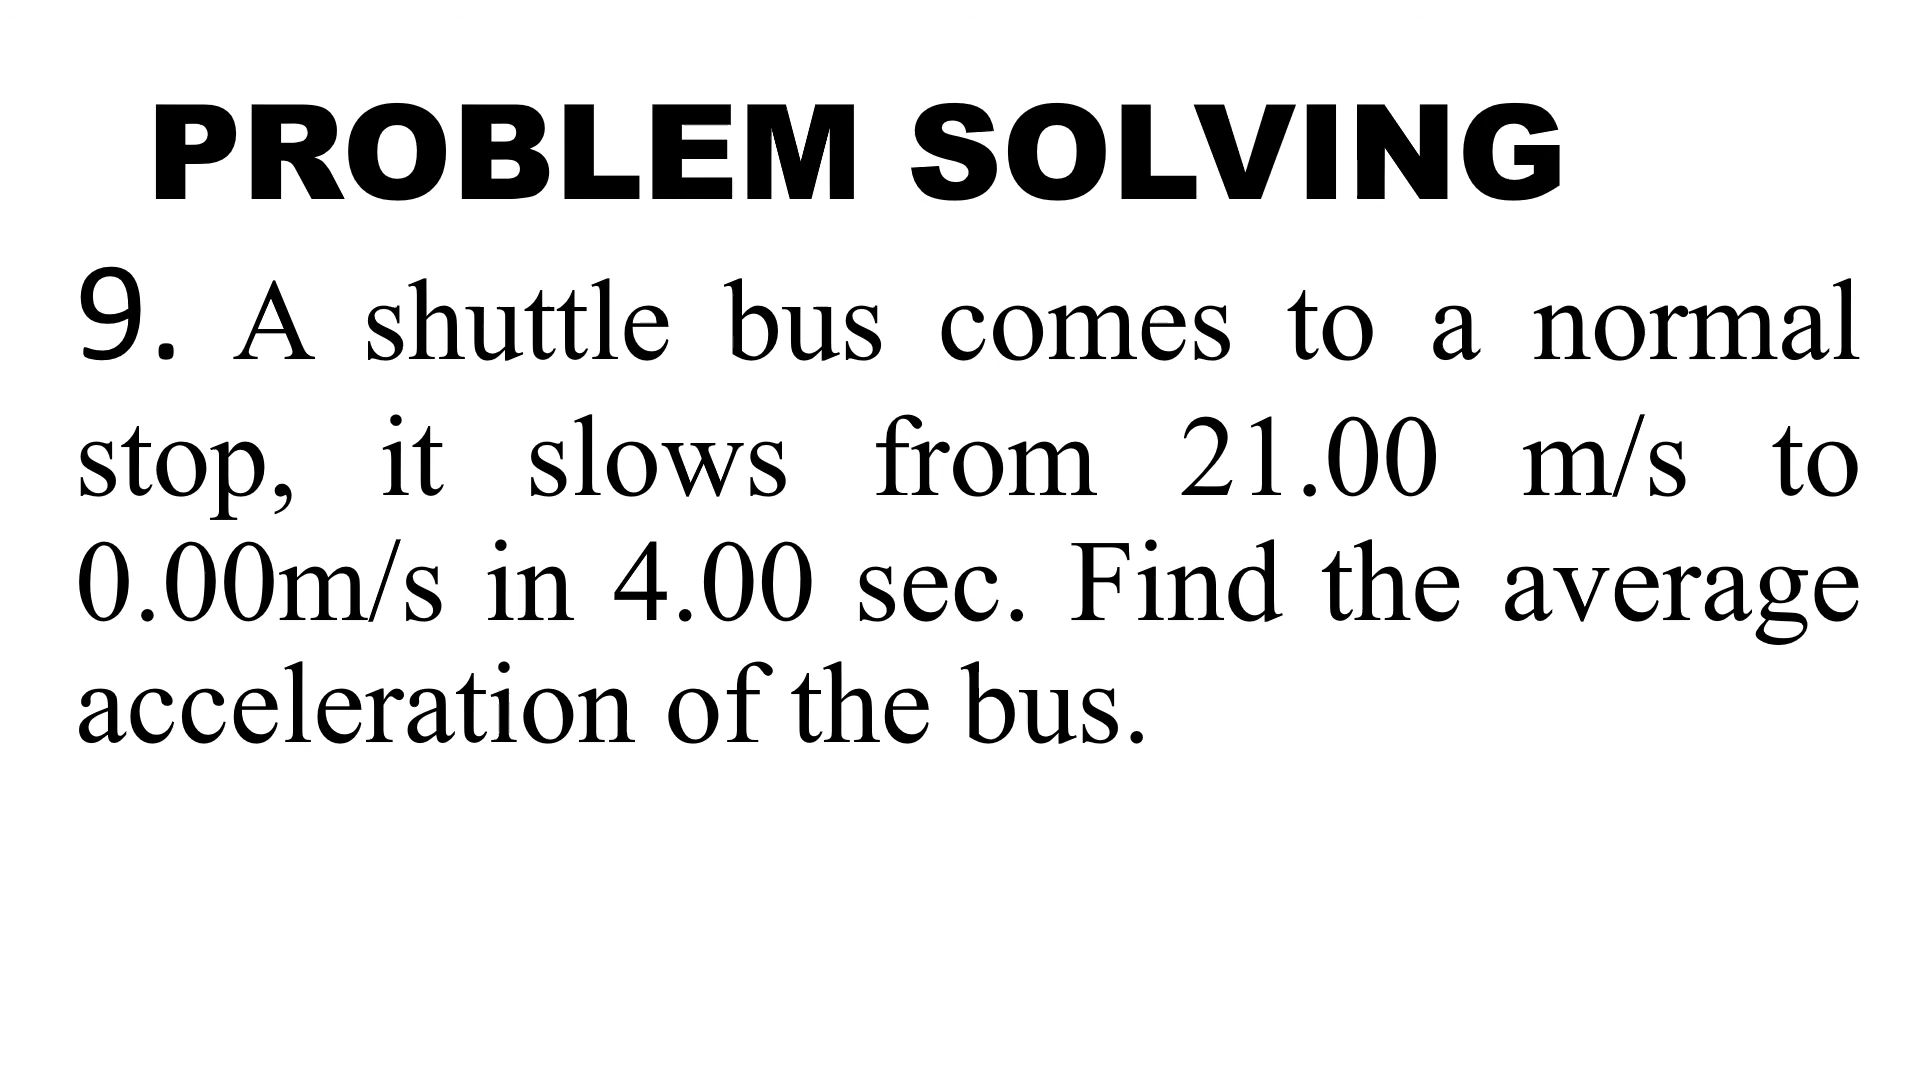 PROBLEM SOLVING
9. A shuttle bus comes to a normal
stop, it slows from 21.00 m/s to
0.00m/s in 4.00 sec. Find the average
acceleration of the bus.